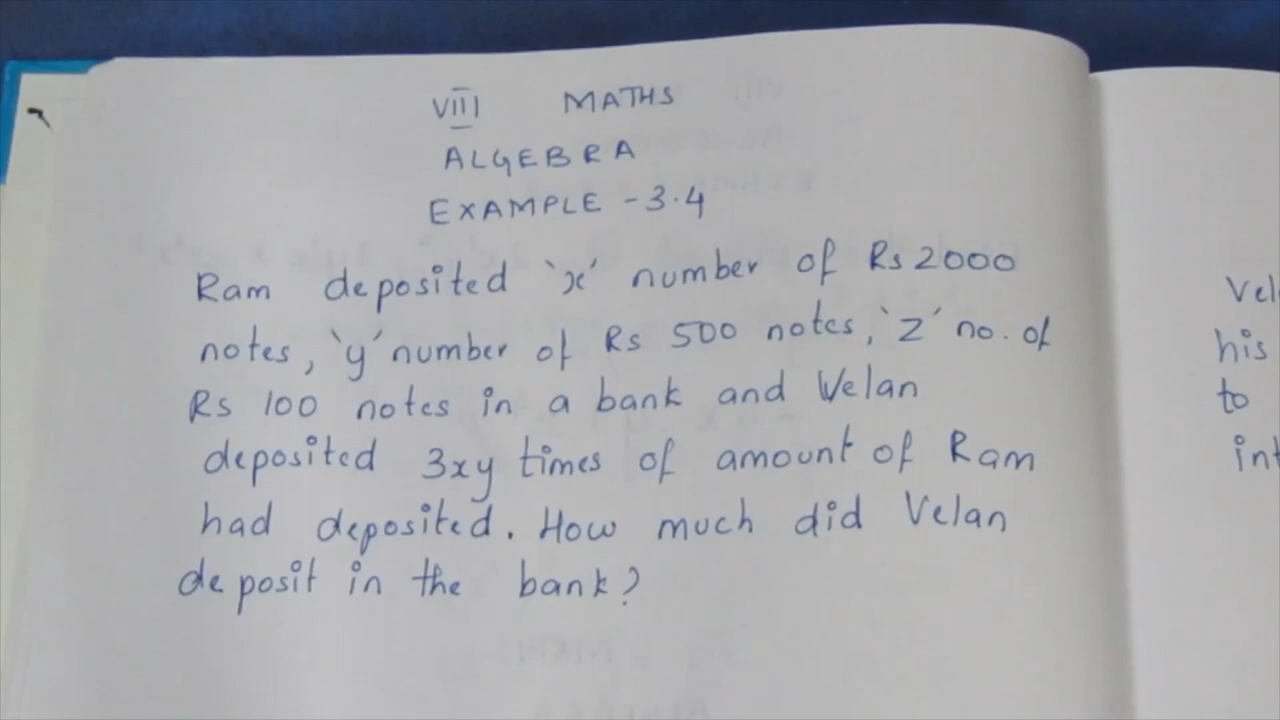 VIII MATHS
ALGEBRA
EXAMPLE - 3.4
Ram deposited 'x' number of Rs 2000
notes, 'y' number of Rs 500 notes, 'z' no. of
Rs 100 notes in a bank and Velan
deposited 3xy times of amount of Ram
had deposited. How much did Velan
deposit in the bank?
his
to